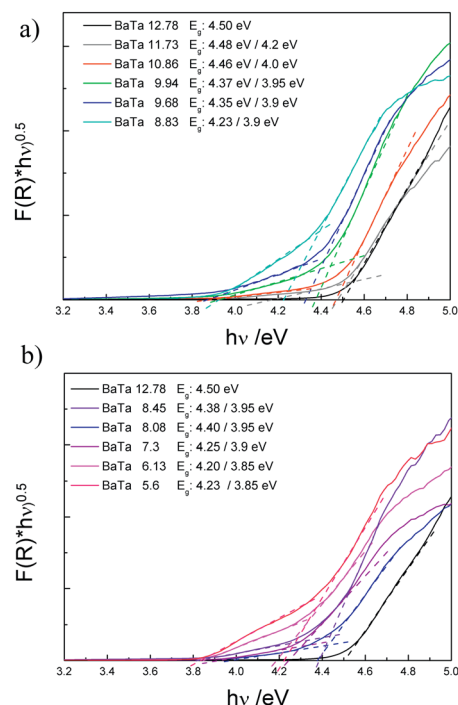 a)
BaTa 12.78 Eg: 4.50 eV
BaTa 11.73 Eg: 4.48 eV / 4.2 eV
BaTa 10.86 Eg: 4.46 eV / 4.0 eV
BaTa 9.94 Eg: 4.37 eV / 3.95 eV
BaTa 9.68 Eg: 4.35 eV / 3.9 eV
BaTa 8.83 Eg: 4.23 / 3.9 eV
F(R)*hν)^0.5
3.2 3.4 3.6 3.8 4.0 4.2 4.4 4.6 4.8 5.0
hν /eV
b)
BaTa 12.78 Eg: 4.50 eV
BaTa 8.45 Eg: 4.38 / 3.95 eV
BaTa 8.08 Eg: 4.40 / 3.95 eV
BaTa 7.3 Eg: 4.25 / 3.9 eV
BaTa 6.13 Eg: 4.20 / 3.85 eV
BaTa 5.6 Eg: 4.23 / 3.85 eV
F(R)*hν)^0.5
3.2 3.4 3.6 3.8 4.0 4.2 4.4 4.6 4.8 5.0
hν /eV